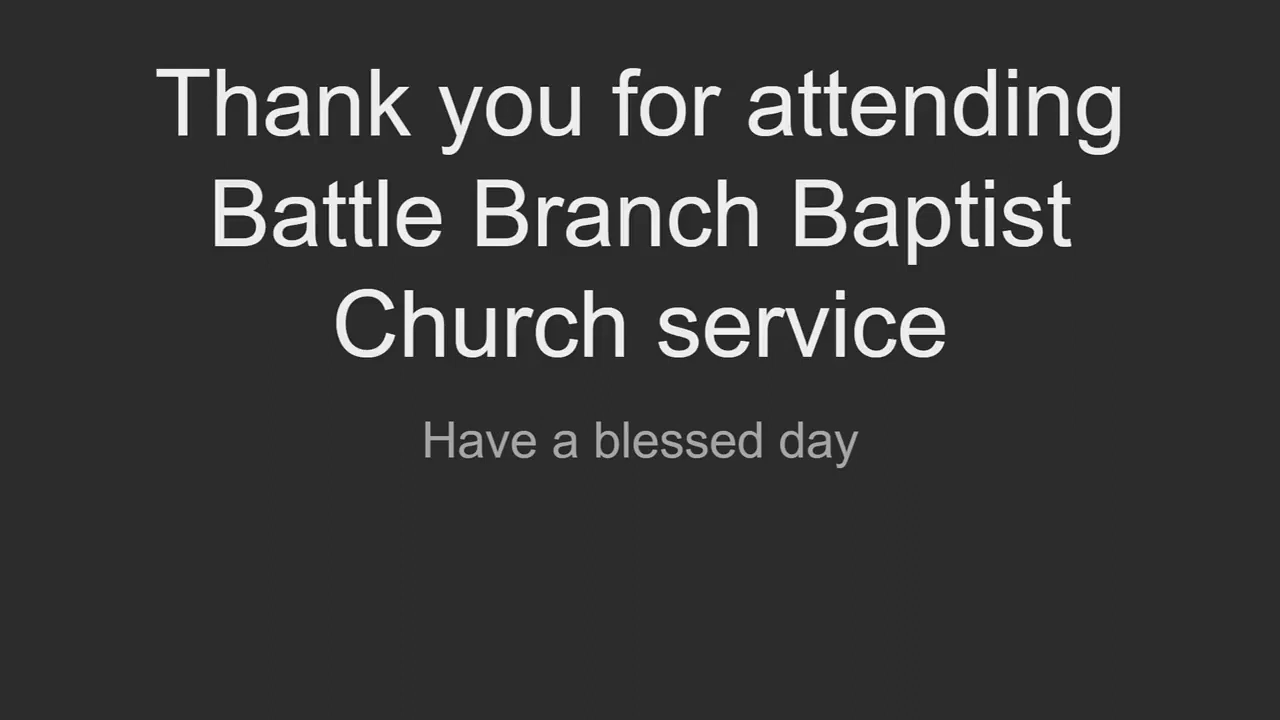 Thank you for attending
Battle Branch Baptist
Church service
Have a blessed day